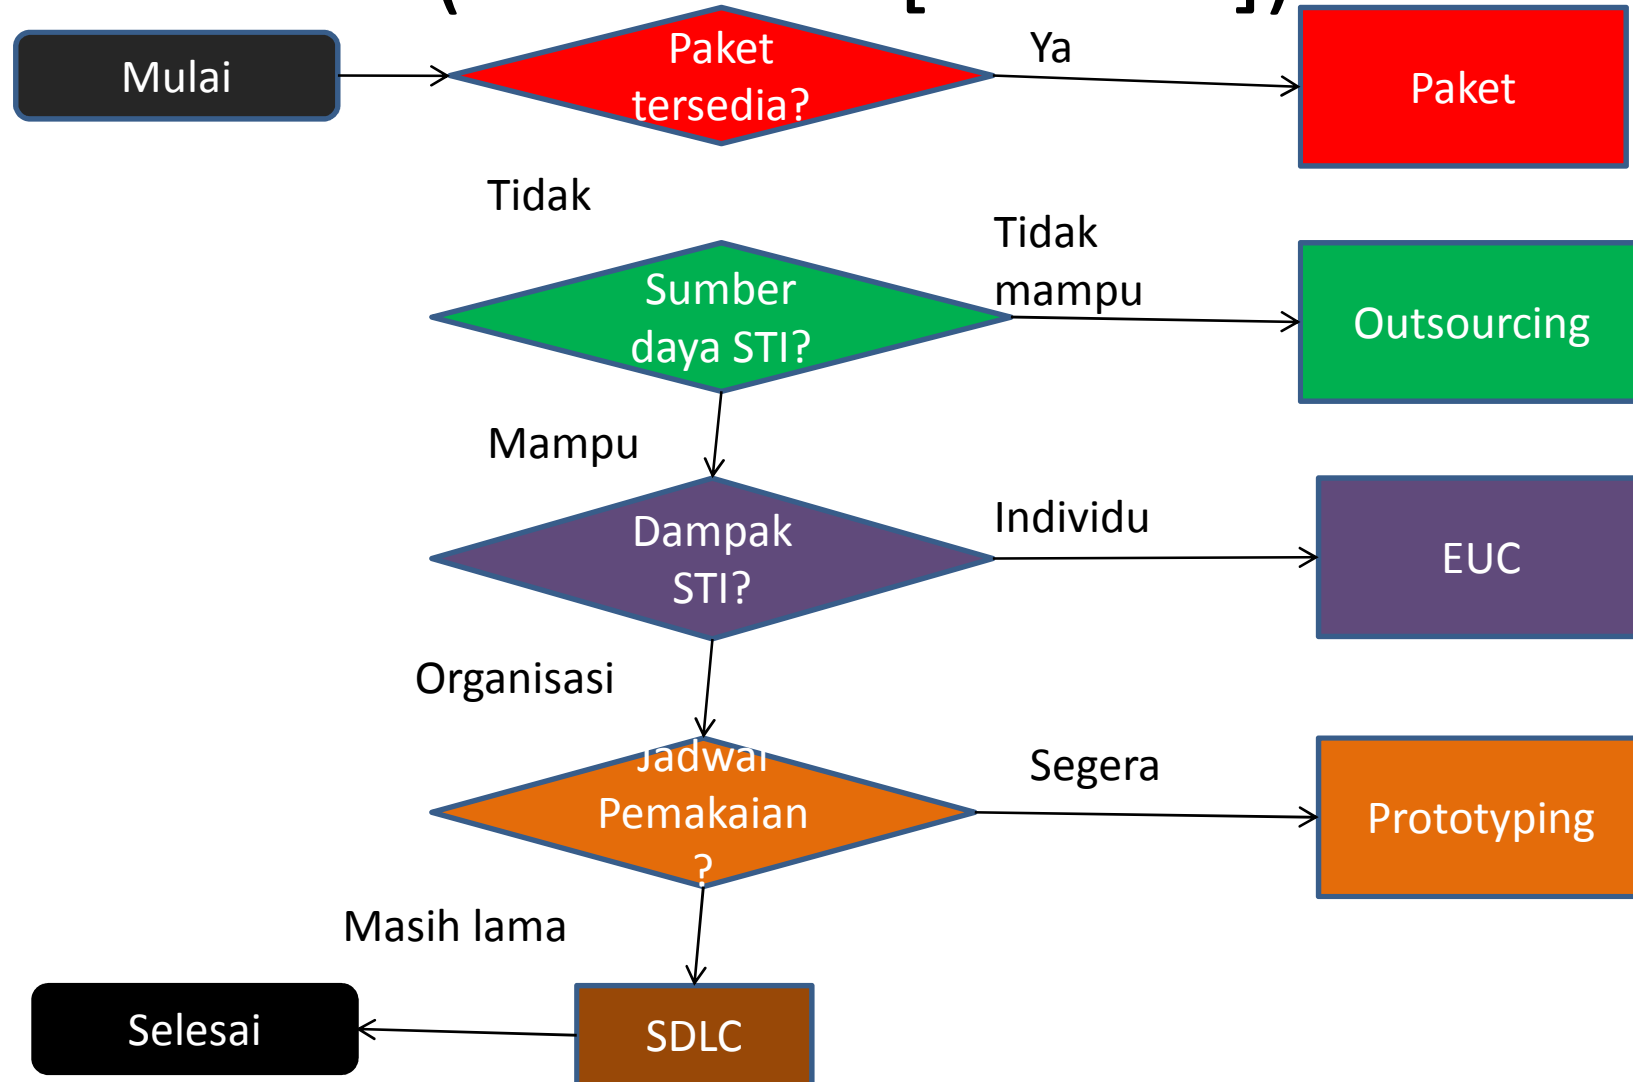 Mulai
Paket
tersedia?
Ya
Paket
Tidak
Sumber
daya STI?
Tidak
mampu
Outsourcing
Mampu
Dampak
STI?
Individu
EUC
Organisasi
Jadwal
Pemakaian
?
Segera
Prototyping
Masih lama
SDLC
Selesai